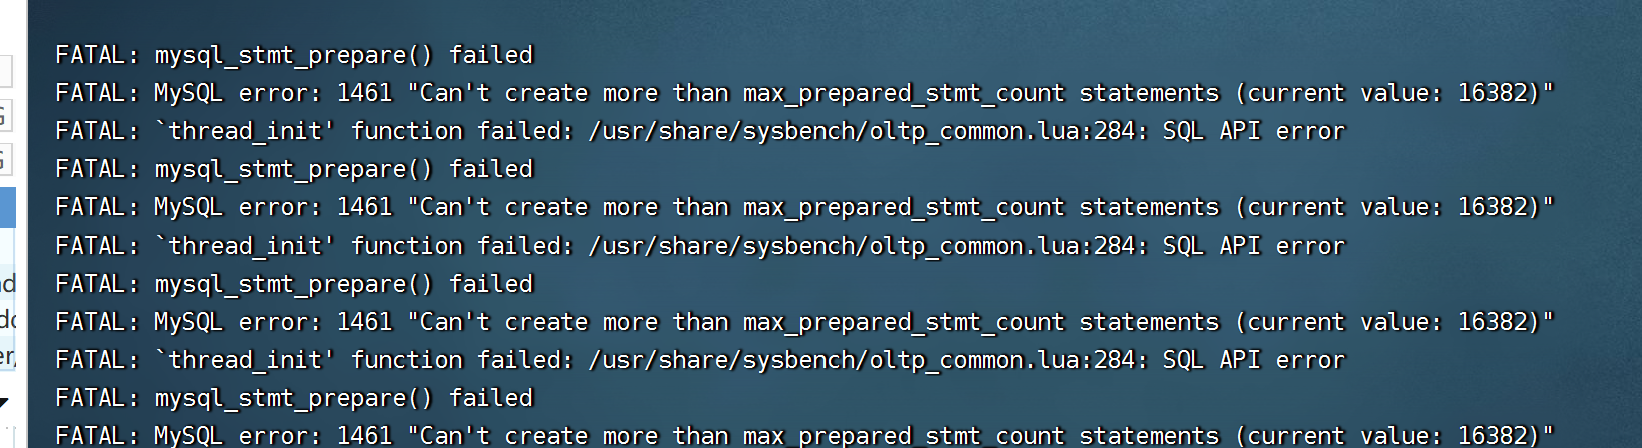 FATAL: mysql_stmt_prepare() failed
FATAL: MySQL error: 1461 "Can't create more than max_prepared_stmt_count statements (current value: 16382)"
FATAL: `thread_init' function failed: /usr/share/sysbench/oltp_common.lua:284: SQL API error
FATAL: mysql_stmt_prepare() failed
FATAL: MySQL error: 1461 "Can't create more than max_prepared_stmt_count statements (current value: 16382)"
FATAL: `thread_init' function failed: /usr/share/sysbench/oltp_common.lua:284: SQL API error
FATAL: mysql_stmt_prepare() failed
FATAL: MySQL error: 1461 "Can't create more than max_prepared_stmt_count statements (current value: 16382)"
FATAL: `thread_init' function failed: /usr/share/sysbench/oltp_common.lua:284: SQL API error
FATAL: mysql_stmt_prepare() failed
FATAL: MySQL error: 1461 "Can't create more than max_prepared_stmt_count statements (current value: 16382)"